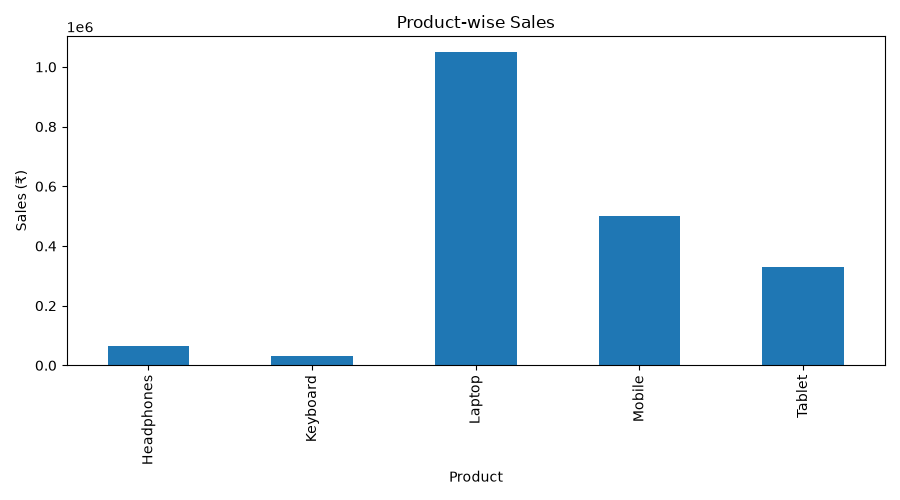 Product-wise Sales
1e6
1.0
0.8
0.6
0.4
0.2
0.0
Sales (₹)
Headphones
Keyboard
Laptop
Mobile
Tablet
Product